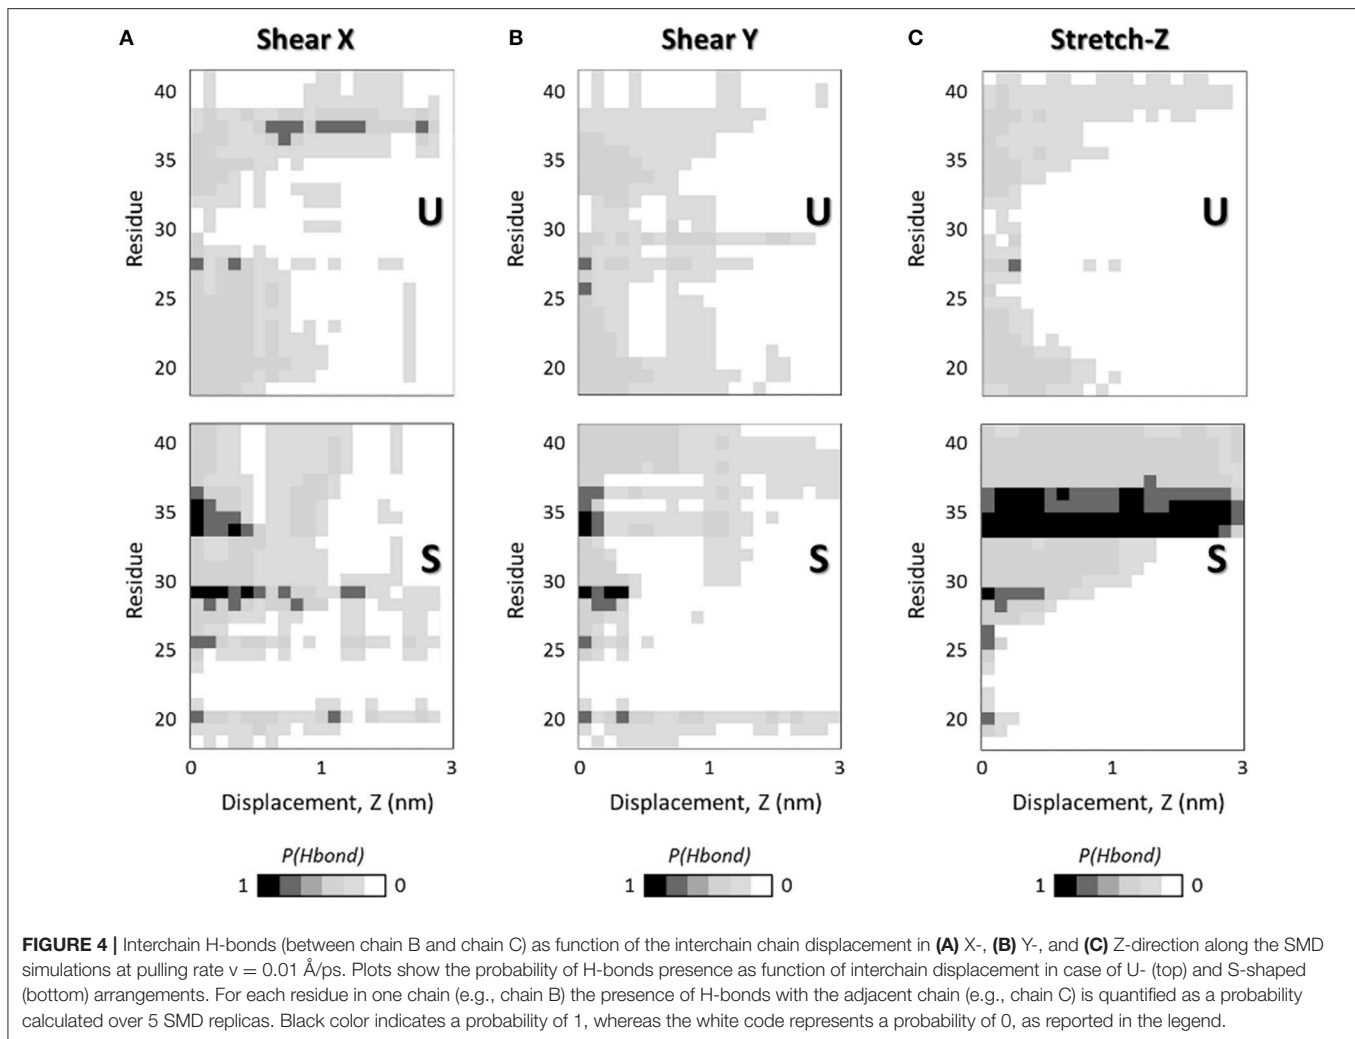 A Shear X
B Shear Y
C Stretch-Z
40
35
30
25
20
Residue
U
40
35
30
25
20
Residue
U
40
35
30
25
20
Residue
U
40
35
30
25
20
Residue
S
0 1 3
Displacement, Z (nm)
40
35
30
25
20
Residue
S
0 1 3
Displacement, Z (nm)
40
35
30
25
20
Residue
S
0 1 3
Displacement, Z (nm)
P(Hbond)
1 0
P(Hbond)
1 0
P(Hbond)
1 0
FIGURE 4 | Interchain H-bonds (between chain B and chain C) as function of the interchain chain displacement in (A) X-, (B) Y-, and (C) Z-direction along the SMD
simulations at pulling rate v = 0.01 Å/ps. Plots show the probability of H-bonds presence as function of interchain displacement in case of U- (top) and S-shaped
(bottom) arrangements. For each residue in one chain (e.g., chain B) the presence of H-bonds with the adjacent chain (e.g., chain C) is quantified as a probability
calculated over 5 SMD replicas. Black color indicates a probability of 1, whereas the white code represents a probability of 0, as reported in the legend.